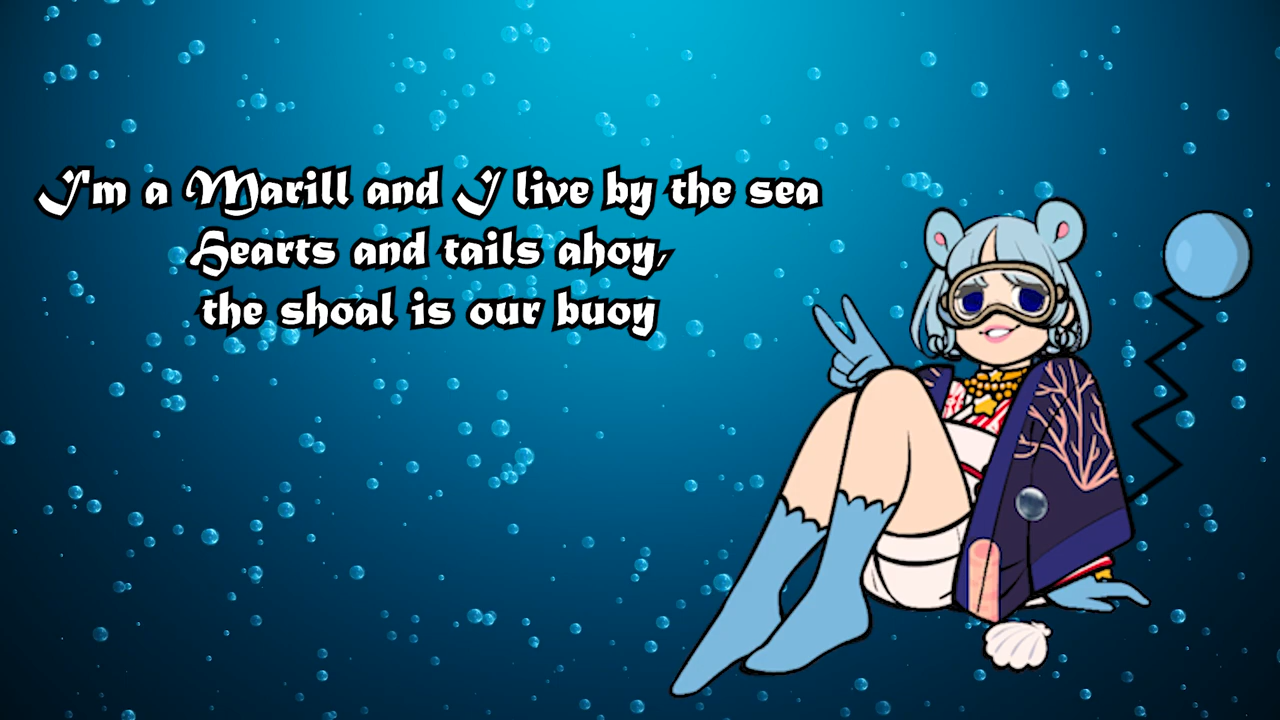 I'm a Marill and I live by the sea
Hearts and tails ahoy,
the shoal is our buoy